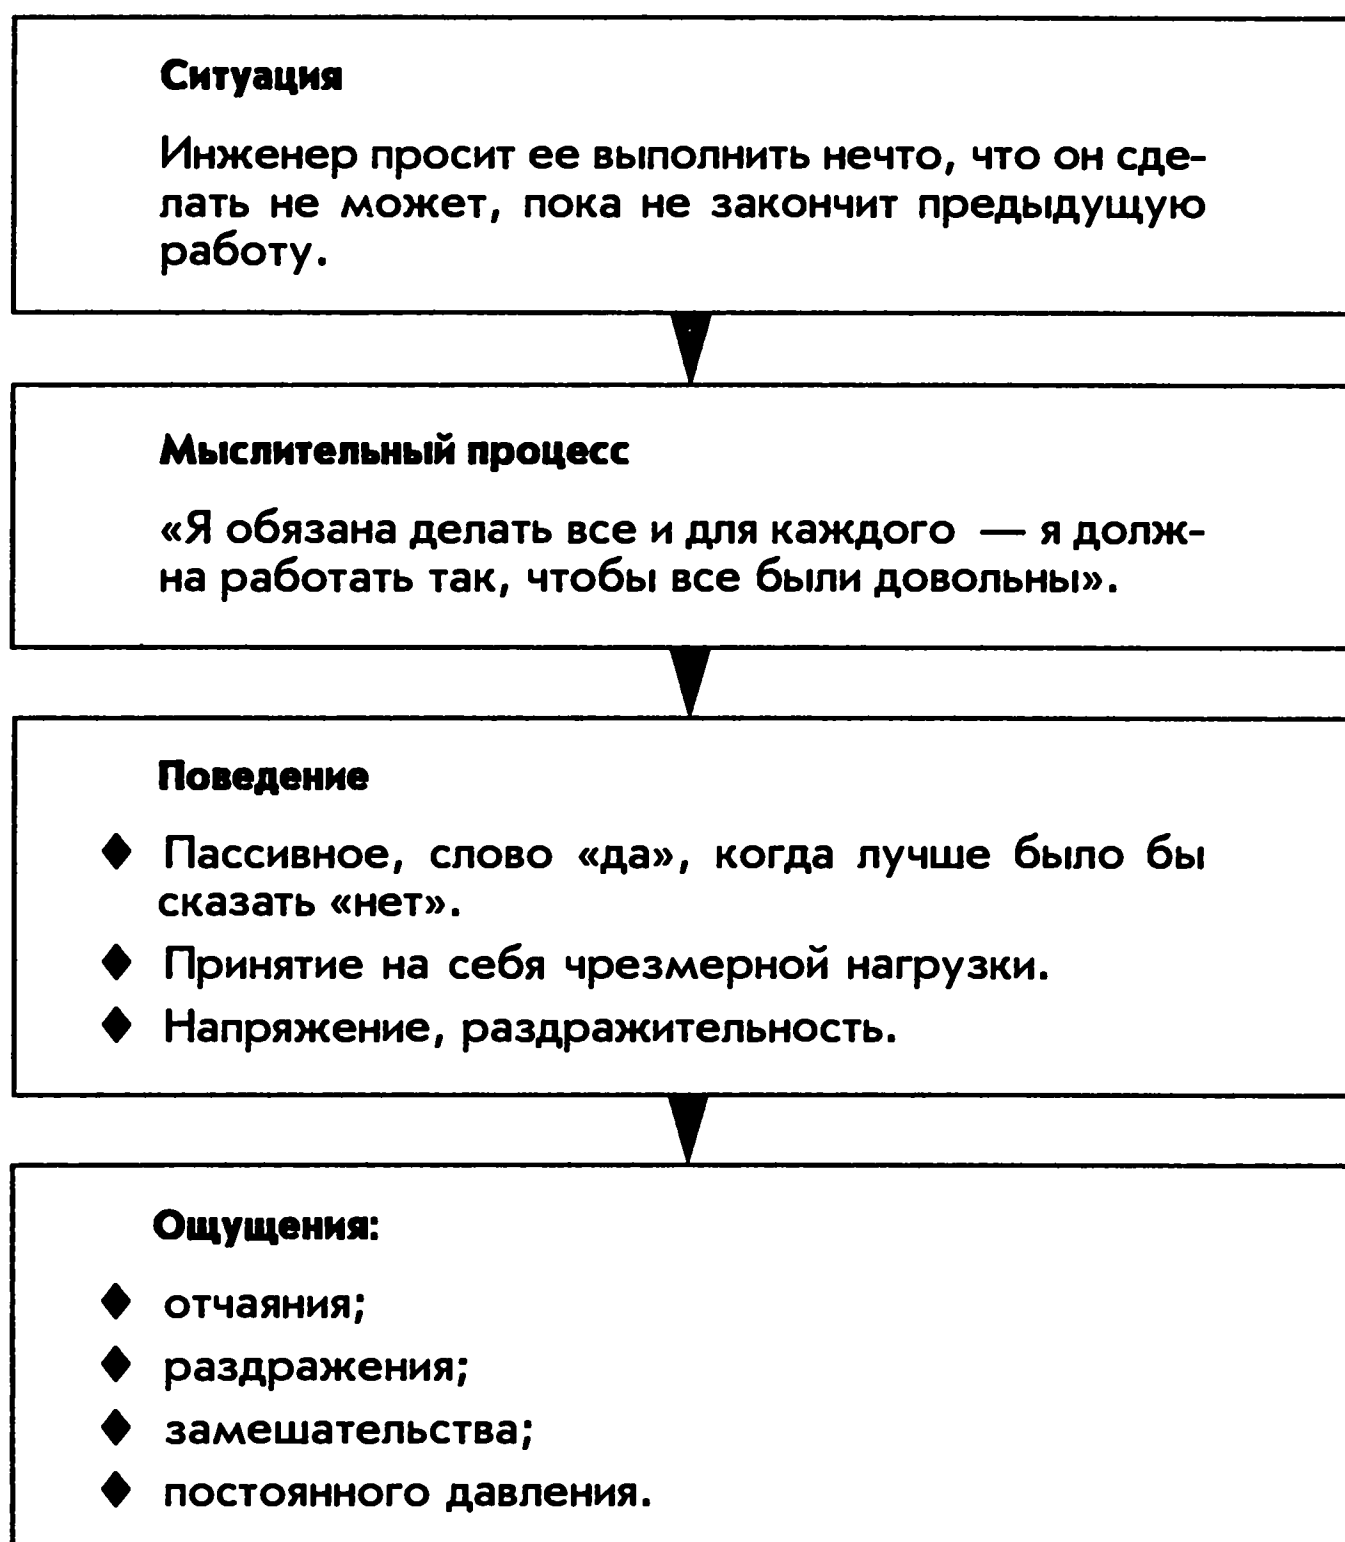 Ситуация
Инженер просит ее выполнить нечто, что он сде-
лать не может, пока не закончит предыдущую
работу.
Мыслительный процесс
«Я обязана делать все и для каждого — я долж-
на работать так, чтобы все были довольны».
Поведение
♦ Пассивное, слово «да», когда лучше было бы
сказать «нет».
♦ Принятие на себя чрезмерной нагрузки.
♦ Напряжение, раздражительность.
Ощущения:
♦ отчаяния;
♦ раздражения;
♦ замешательства;
♦ постоянного давления.